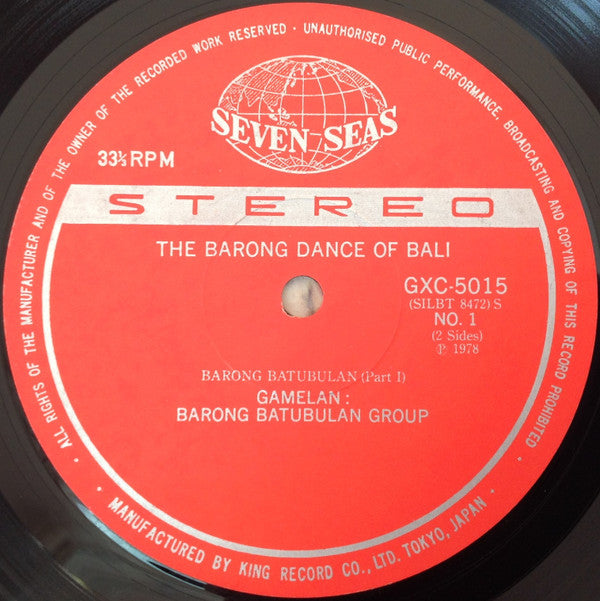 · ALL RIGHTS OF THE MANUFACTURER AND OF THE OWNER OF THE RECORDED WORK RESERVED · UNAUTHORISED PUBLIC PERFORMANCE, BROADCASTING AND COPYING OF THIS RECORD PROHIBITED ·
SEVEN SEAS
33⅓ RPM
STEREO
THE BARONG DANCE OF BALI
GXC-5015
(SILBT 8472) S
NO. 1
(2 Sides)
℗ 1978
BARONG BATUBULAN (Part I)
GAMELAN :
BARONG BATUBULAN GROUP
MANUFACTURED BY KING RECORD CO., LTD. TOKYO, JAPAN ·